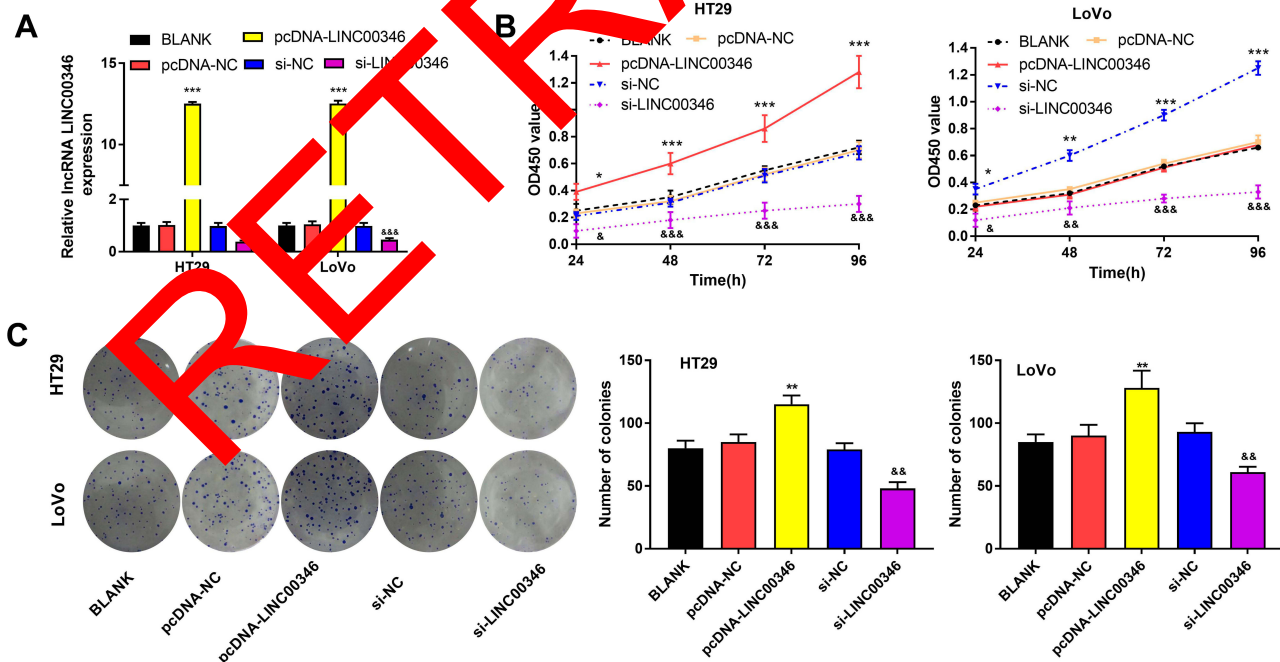 A
BLANK
pcDNA-LINC00346
pcDNA-NC
si-NC
si-LINC00346
Relative lncRNA LINC00346
expression
15
10
2
0
***
***
&&&
HT29
LoVo
B
HT29
BLANK
pcDNA-NC
pcDNA-LINC00346
si-NC
si-LINC00346
OD450 value
1.4
1.2
1.0
0.8
0.6
0.4
0.2
0.0
*
***
***
***
&
&&&
&&&
&&&
24
48
72
96
Time(h)
LoVo
BLANK
pcDNA-NC
pcDNA-LINC00346
si-NC
si-LINC00346
OD450 value
1.4
1.2
1.0
0.8
0.6
0.4
0.2
0.0
*
**
***
***
&
&&
&&&
&&&
24
48
72
96
Time(h)
C
HT29
LoVo
BLANK
pcDNA-NC
pcDNA-LINC00346
si-NC
si-LINC00346
HT29
Number of colonies
150
100
50
0
**
&&
BLANK
pcDNA-NC
pcDNA-LINC00346
si-NC
si-LINC00346
LoVo
Number of colonies
150
100
50
0
**
&&
BLANK
pcDNA-NC
pcDNA-LINC00346
si-NC
si-LINC00346
RETR